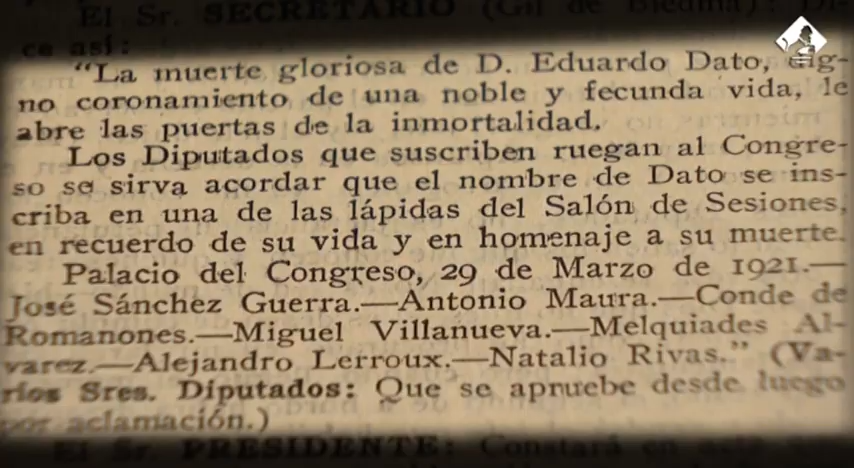 El Sr. SECRETARIO (Gil de Biedma): Di-
ce así:
"La muerte gloriosa de D. Eduardo Dato, dig-
no coronamiento de una noble y fecunda vida, le
abre las puertas de la inmortalidad.
Los Diputados que suscriben ruegan al Congre-
so se sirva acordar que el nombre de Dato se ins-
criba en una de las lápidas del Salón de Sesiones,
en recuerdo de su vida y en homenaje a su muerte.
Palacio del Congreso, 29 de Marzo de 1921.—
José Sánchez Guerra.—Antonio Maura.—Conde de
Romanones.—Miguel Villanueva.—Melquiades Al-
varez.—Alejandro Lerroux.—Natalio Rivas." (Va-
rios Sres. Diputados: Que se apruebe desde luego
por aclamación.)
El Sr. PRESIDENTE: Constará en acta